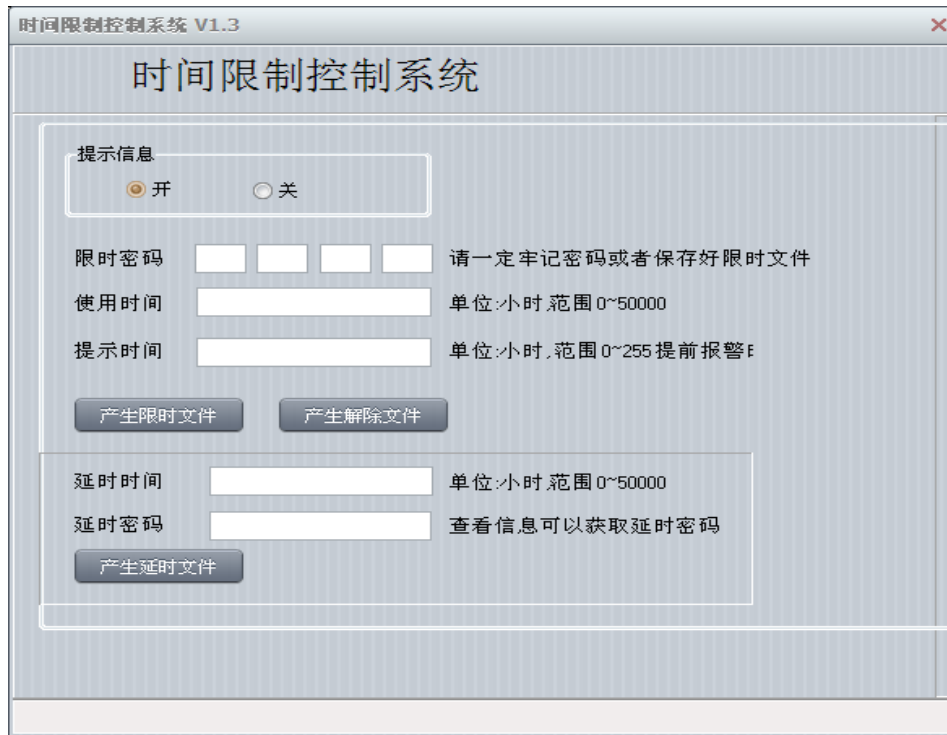 时间限制控制系统 V1.3
时间限制控制系统
提示信息
开 关
限时密码 请一定牢记密码或者保存好限时文件
使用时间 单位:小时,范围0~50000
提示时间 单位:小时,范围0~255提前报警
产生限时文件 产生解除文件
延时时间 单位:小时,范围0~50000
延时密码 查看信息可以获取延时密码
产生延时文件